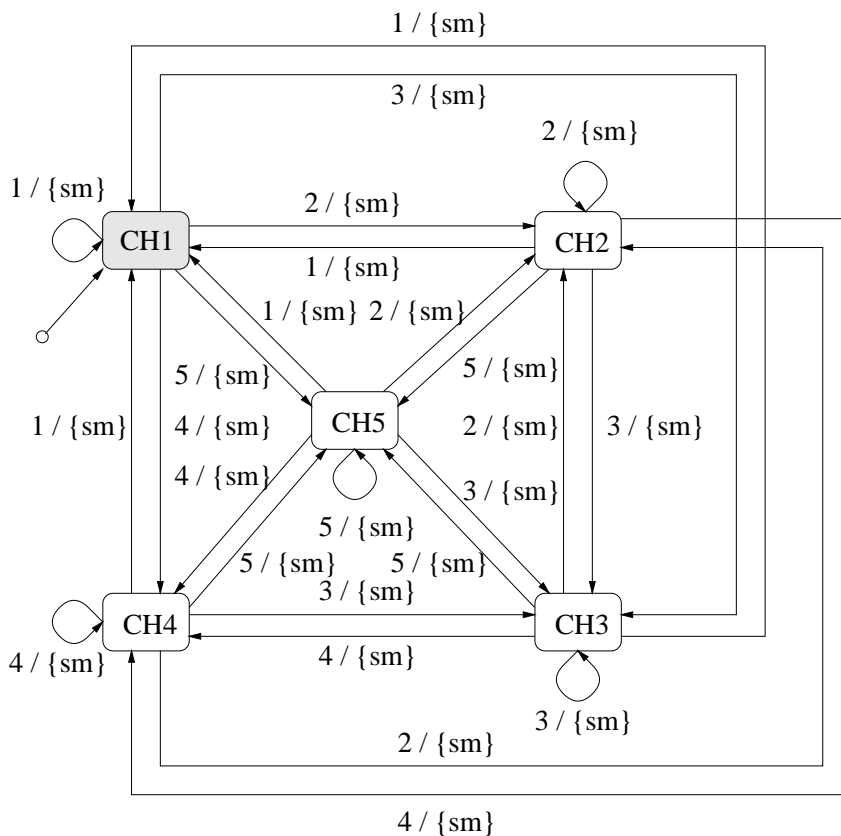 1 / {sm}
3 / {sm}
2 / {sm}
1 / {sm}
2 / {sm}
CH1
CH2
1 / {sm}
1 / {sm}
2 / {sm}
5 / {sm}
5 / {sm}
1 / {sm}
4 / {sm}
CH5
2 / {sm}
3 / {sm}
4 / {sm}
3 / {sm}
5 / {sm}
5 / {sm}
5 / {sm}
3 / {sm}
CH4
CH3
4 / {sm}
4 / {sm}
3 / {sm}
2 / {sm}
4 / {sm}